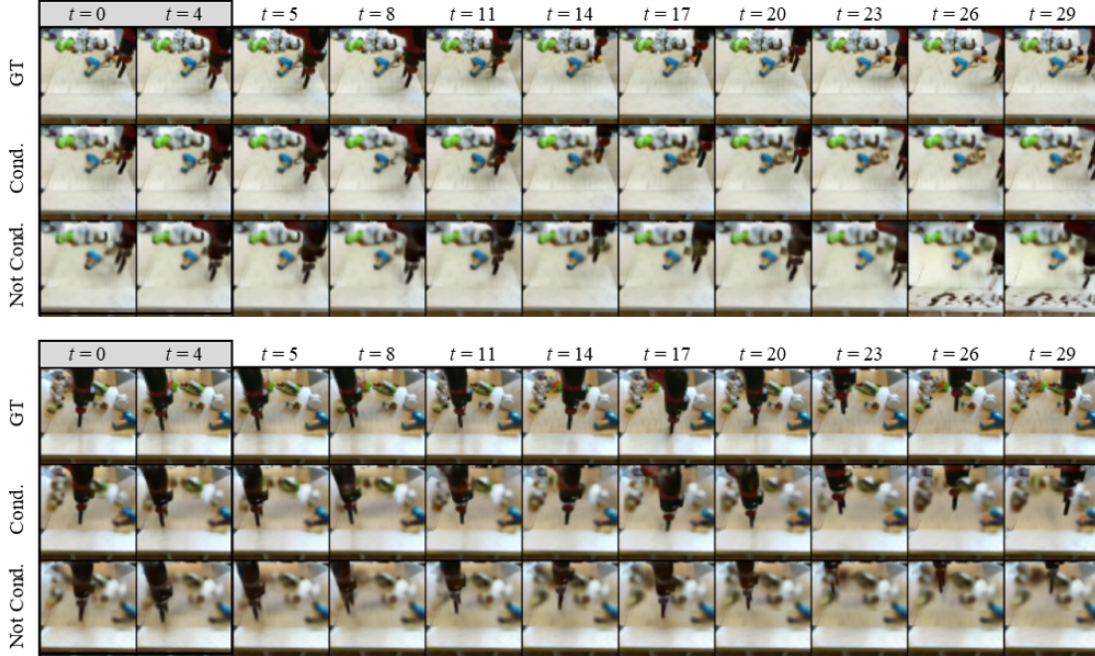 t = 0 t = 4 t = 5 t = 8 t = 11 t = 14 t = 17 t = 20 t = 23 t = 26 t = 29
GT
Cond.
Not Cond.
t = 0 t = 4 t = 5 t = 8 t = 11 t = 14 t = 17 t = 20 t = 23 t = 26 t = 29
GT
Cond.
Not Cond.